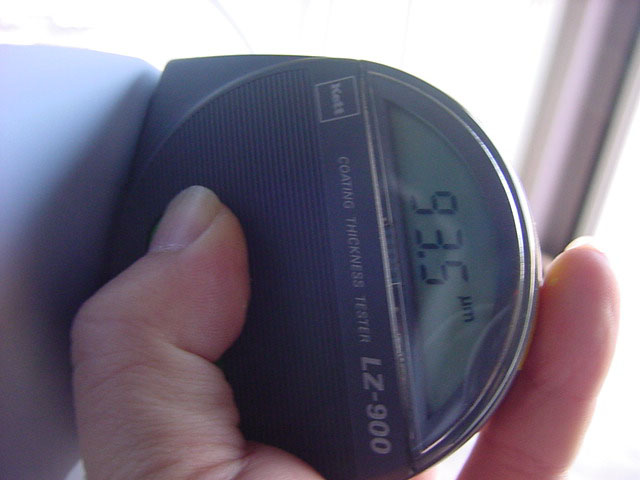 Kett
COATING THICKNESS TESTER LZ-900
93.5 μm